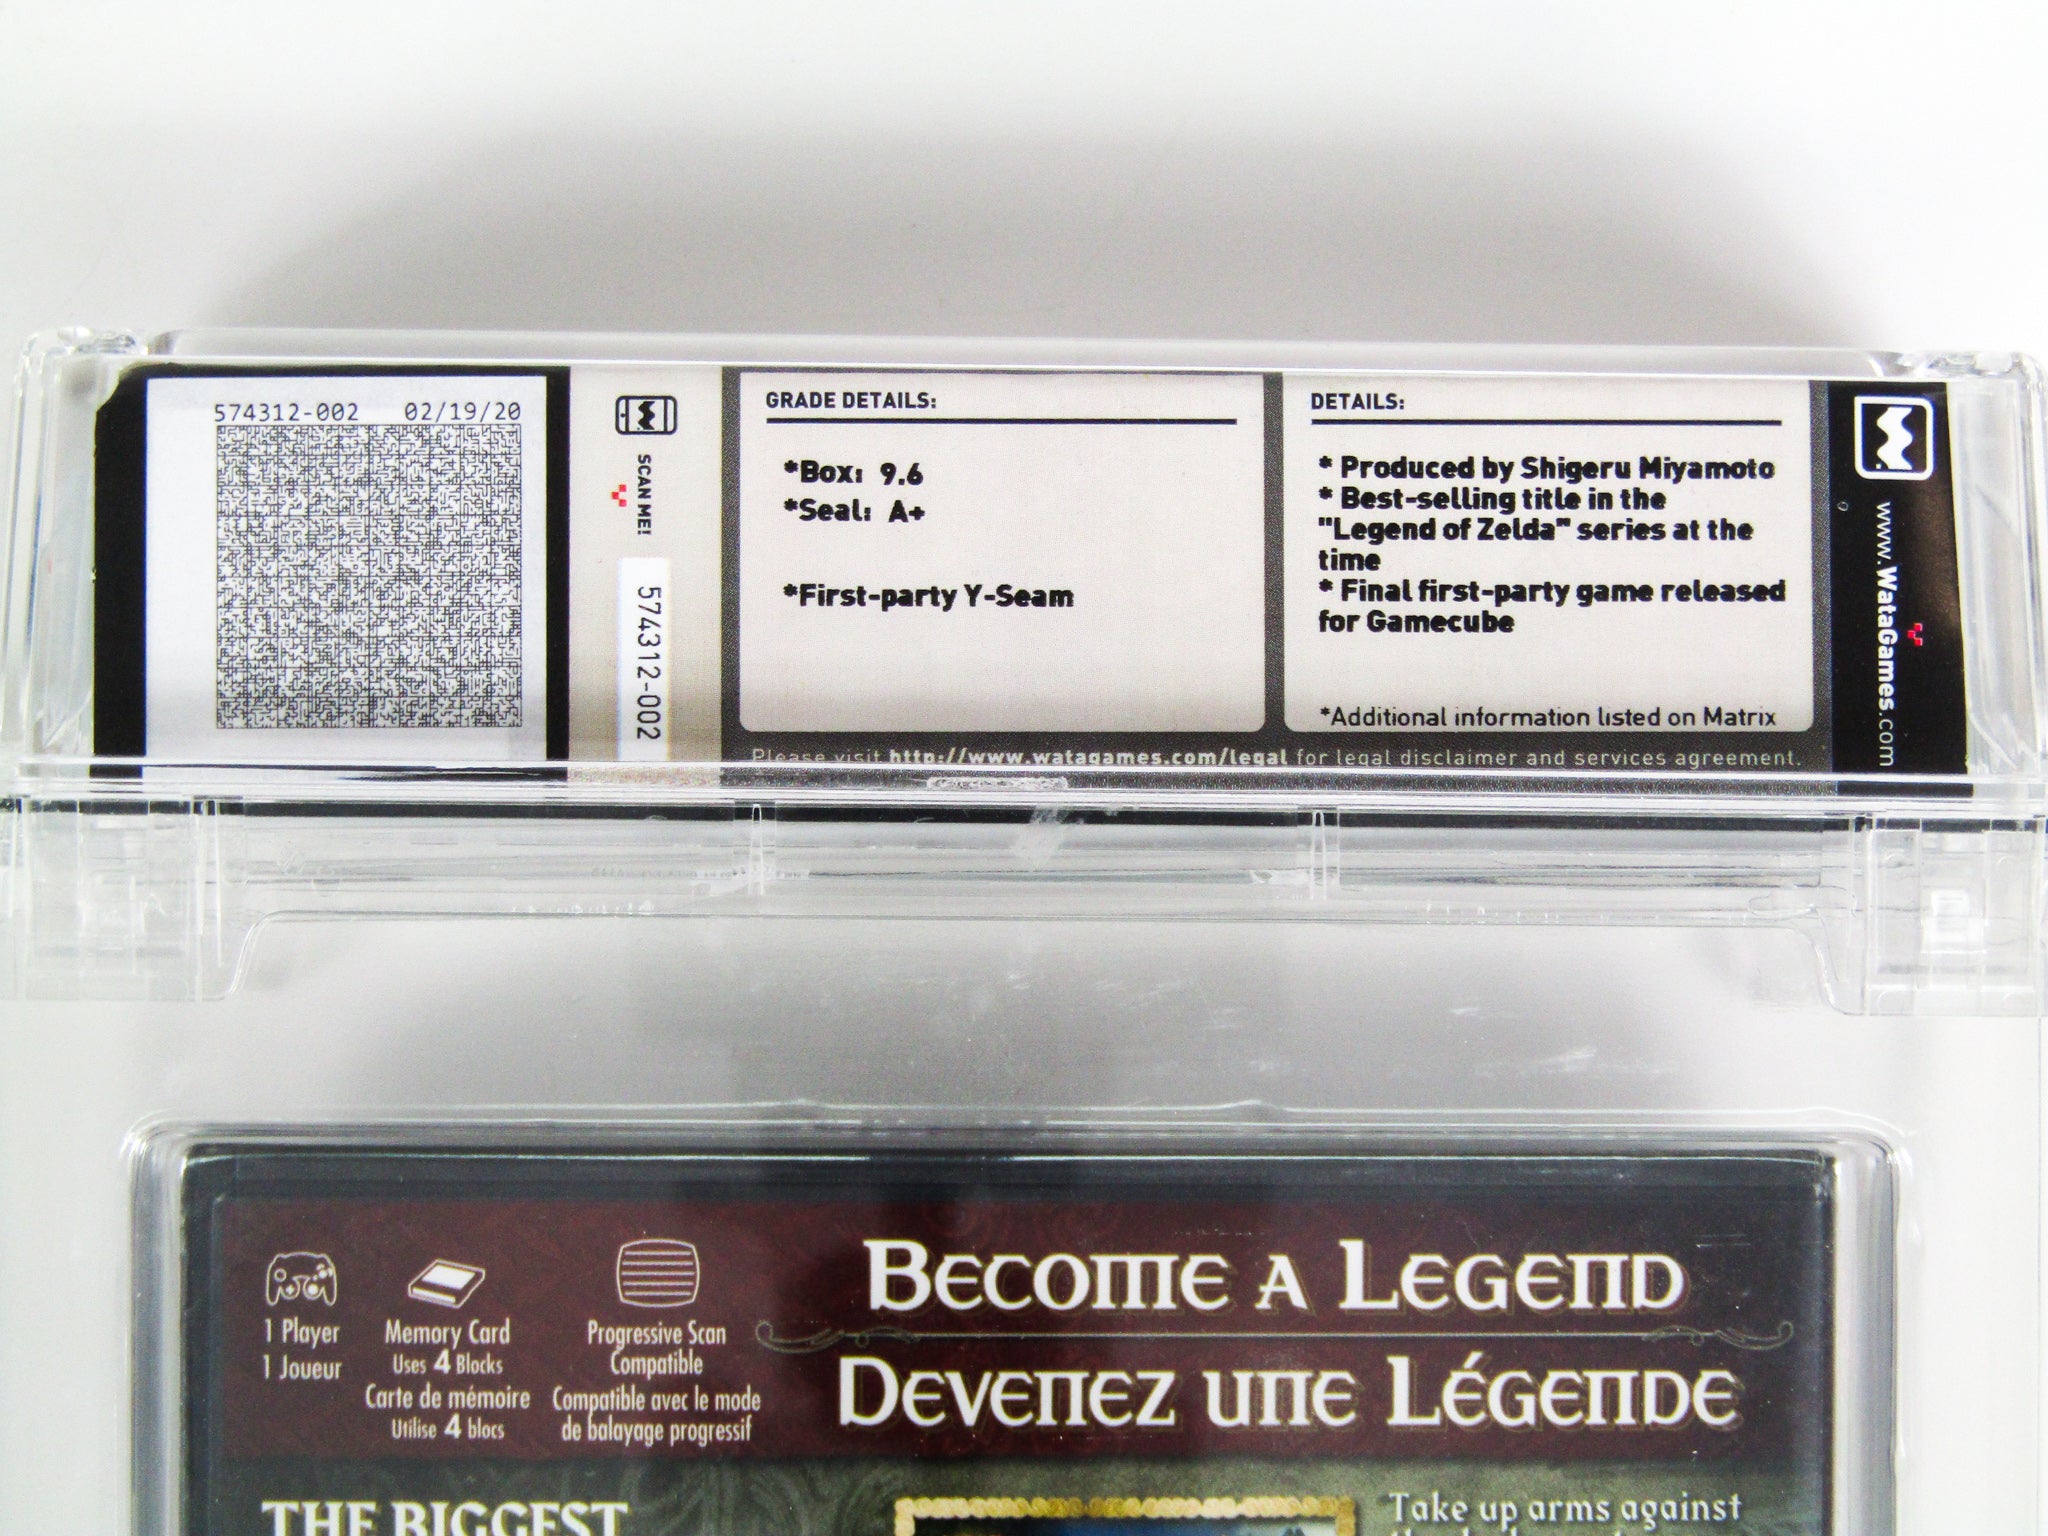 574312-002 02/19/20
SCAN ME!
574312-002
GRADE DETAILS:
*Box: 9.6
*Seal: A+
*First-party Y-Seam
DETAILS:
* Produced by Shigeru Miyamoto
* Best-selling title in the
"Legend of Zelda" series at the
time
* Final first-party game released
for Gamecube
*Additional information listed on Matrix
Please visit http://www.watagames.com/legal for legal disclaimer and services agreement.
www.WataGames.com
1 Player
1 Joueur
Memory Card
Uses 4 Blocks
Carte de mémoire
Utilise 4 blocs
Progressive Scan
Compatible
Compatible avec le mode
de balayage progressif
Become a Legend
Devenez une Légende
THE BIGGEST
Take up arms against